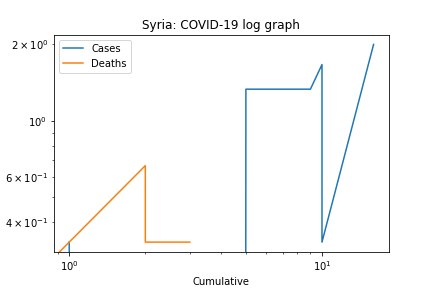 Syria: COVID-19 log graph
Cases
Deaths
2 × 10⁰
10⁰
6 × 10⁻¹
4 × 10⁻¹
10⁰
10¹
Cumulative